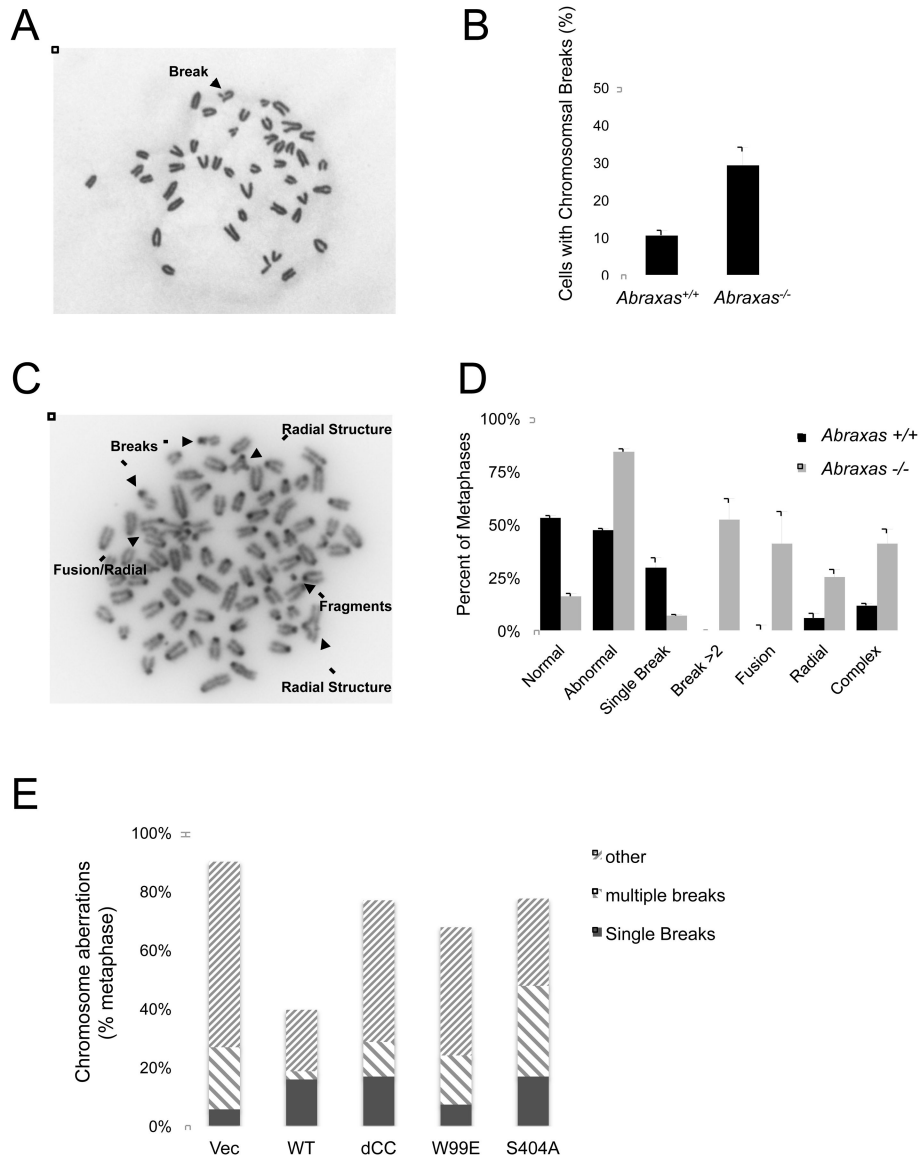 A
Break
B
Cells with Chromosomsal Breaks (%)
50
40
30
20
10
0
Abraxas+/+
Abraxas-/-
C
Breaks
Radial Structure
Fusion/Radial
Fragments
Radial Structure
D
Percent of Metaphases
100%
75%
50%
25%
0%
Abraxas +/+
Abraxas -/-
Normal
Abnormal
Single Break
Break >2
Fusion
Radial
Complex
E
Chromosome aberrations
(% metaphase)
100%
80%
60%
40%
20%
0%
Vec
WT
dCC
W99E
S404A
other
multiple breaks
Single Breaks